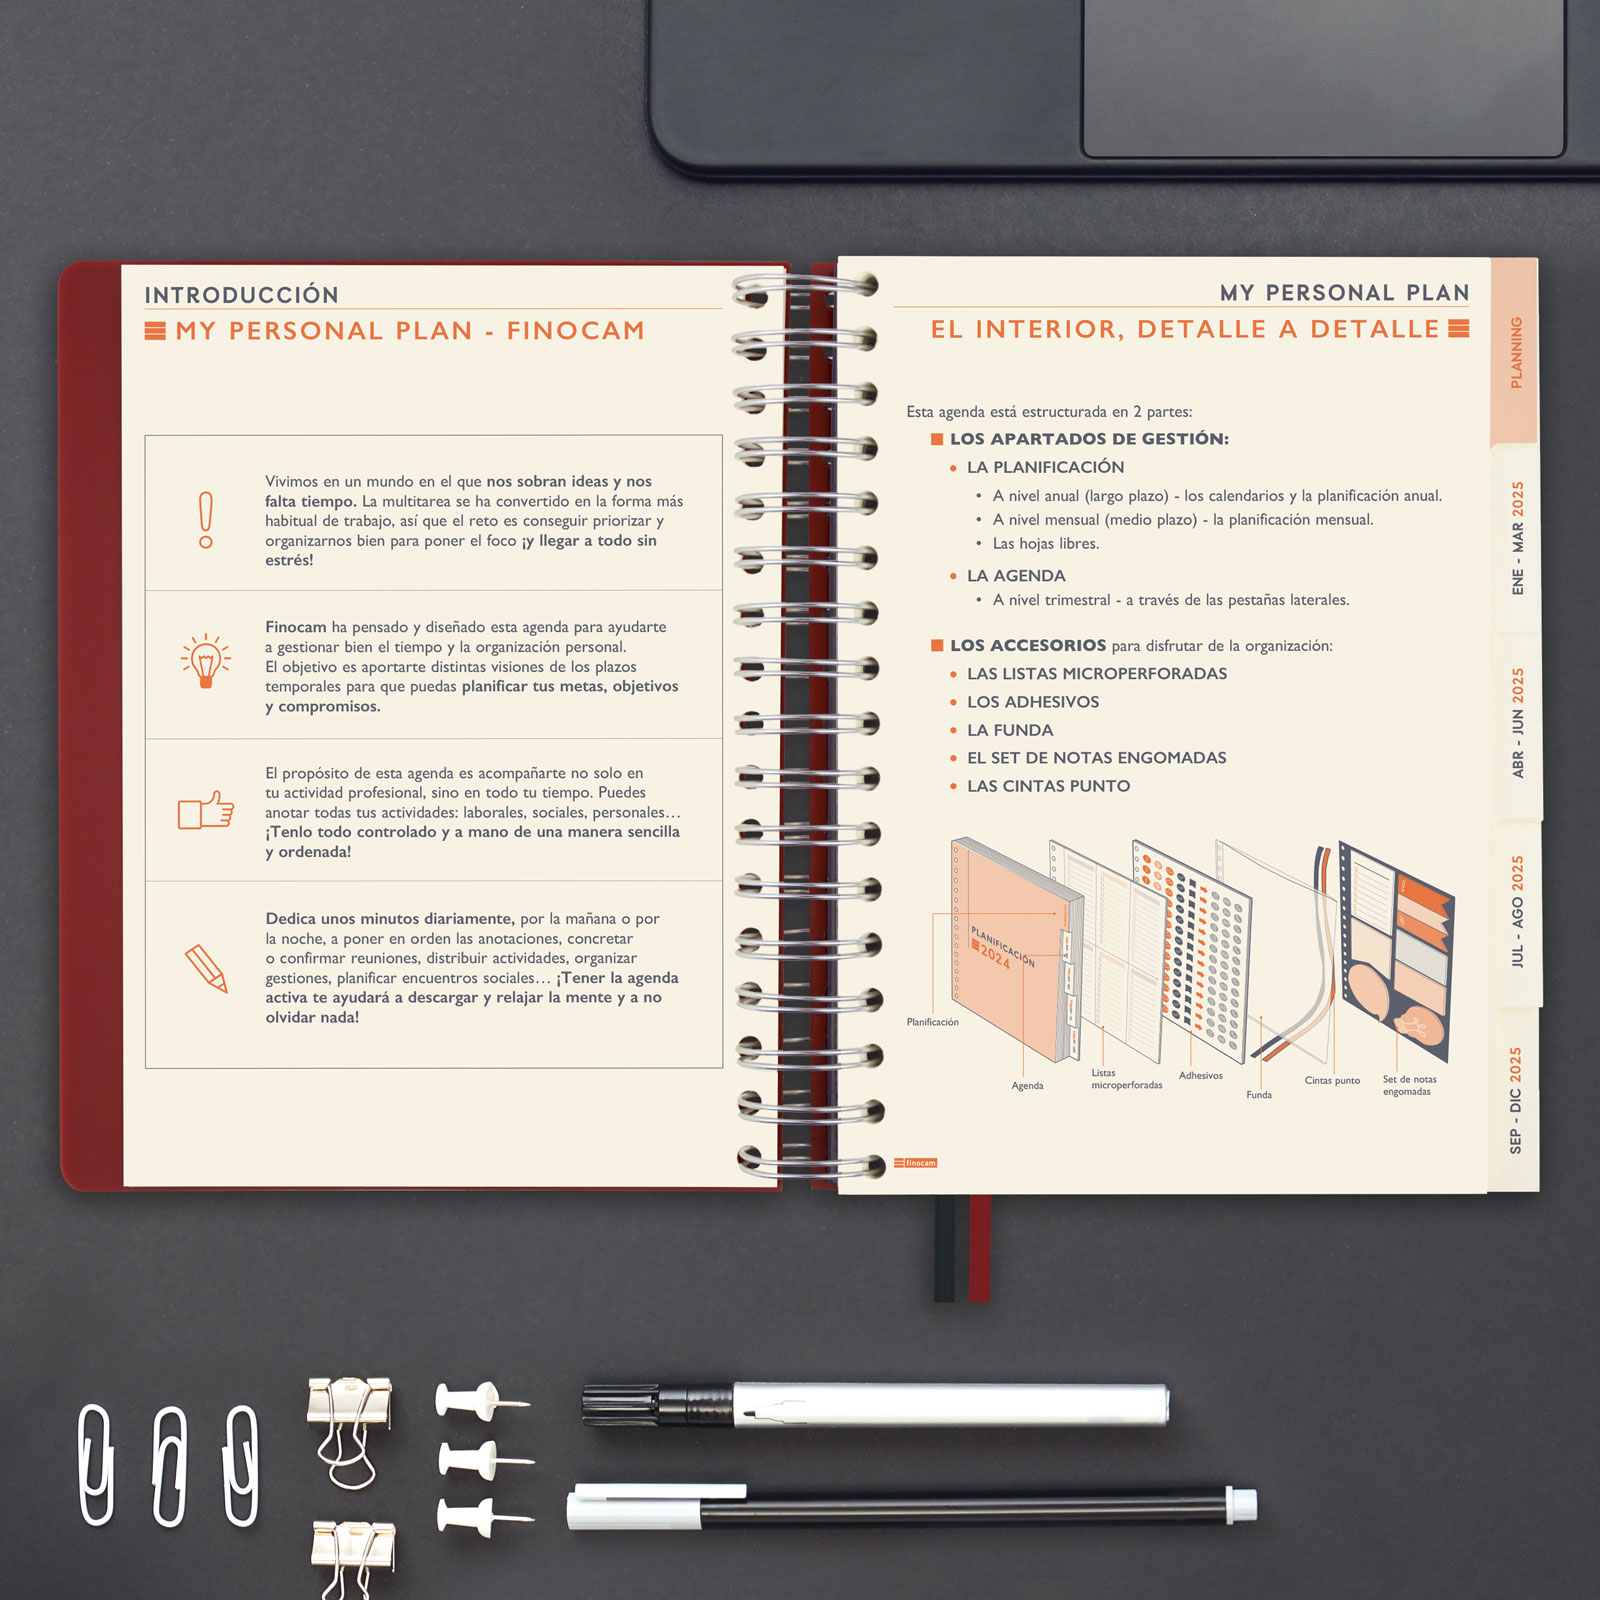 INTRODUCCIÓN
MY PERSONAL PLAN - FINOCAM
Vivimos en un mundo en el que nos sobran ideas y nos
falta tiempo. La multitarea se ha convertido en la forma más
habitual de trabajo, así que el reto es conseguir priorizar y
organizarnos bien para poner el foco ¡y llegar a todo sin
estrés!
Finocam ha pensado y diseñado esta agenda para ayudarte
a gestionar bien el tiempo y la organización personal.
El objetivo es aportarte distintas visiones de los plazos
temporales para que puedas planificar tus metas, objetivos
y compromisos.
El propósito de esta agenda es acompañarte no solo en
tu actividad profesional, sino en todo tu tiempo. Puedes
anotar todas tus actividades: laborales, sociales, personales...
¡Tenlo todo controlado y a mano de una manera sencilla
y ordenada!
Dedica unos minutos diariamente, por la mañana o por
la noche, a poner en orden las anotaciones, concretar
o confirmar reuniones, distribuir actividades, organizar
gestiones, planificar encuentros sociales... ¡Tener la agenda
activa te ayudará a descargar y relajar la mente y a no
olvidar nada!
MY PERSONAL PLAN
EL INTERIOR, DETALLE A DETALLE
Esta agenda está estructurada en 2 partes:
LOS APARTADOS DE GESTIÓN:
• LA PLANIFICACIÓN
• A nivel anual (largo plazo) - los calendarios y la planificación anual.
• A nivel mensual (medio plazo) - la planificación mensual.
• Las hojas libres.
• LA AGENDA
• A nivel trimestral - a través de las pestañas laterales.
LOS ACCESORIOS para disfrutar de la organización:
• LAS LISTAS MICROPERFORADAS
• LOS ADHESIVOS
• LA FUNDA
• EL SET DE NOTAS ENGOMADAS
• LAS CINTAS PUNTO
PLANIFICACIÓN
2024
Planificación
Agenda
Listas
microperforadas
Adhesivos
Funda
Cintas punto
Set de notas
engomadas
finocam
PLANNING
ENE - MAR 2025
ABR - JUN 2025
JUL - AGO 2025
SEP - DIC 2025